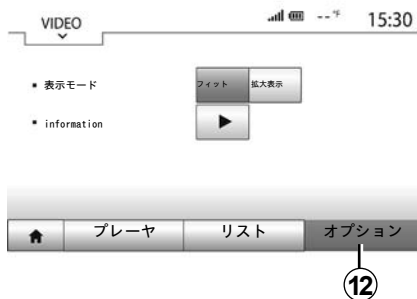 VIDEO --°F 15:30
表示モード フィット 拡大表示
information
プレーヤ リスト オプション
12